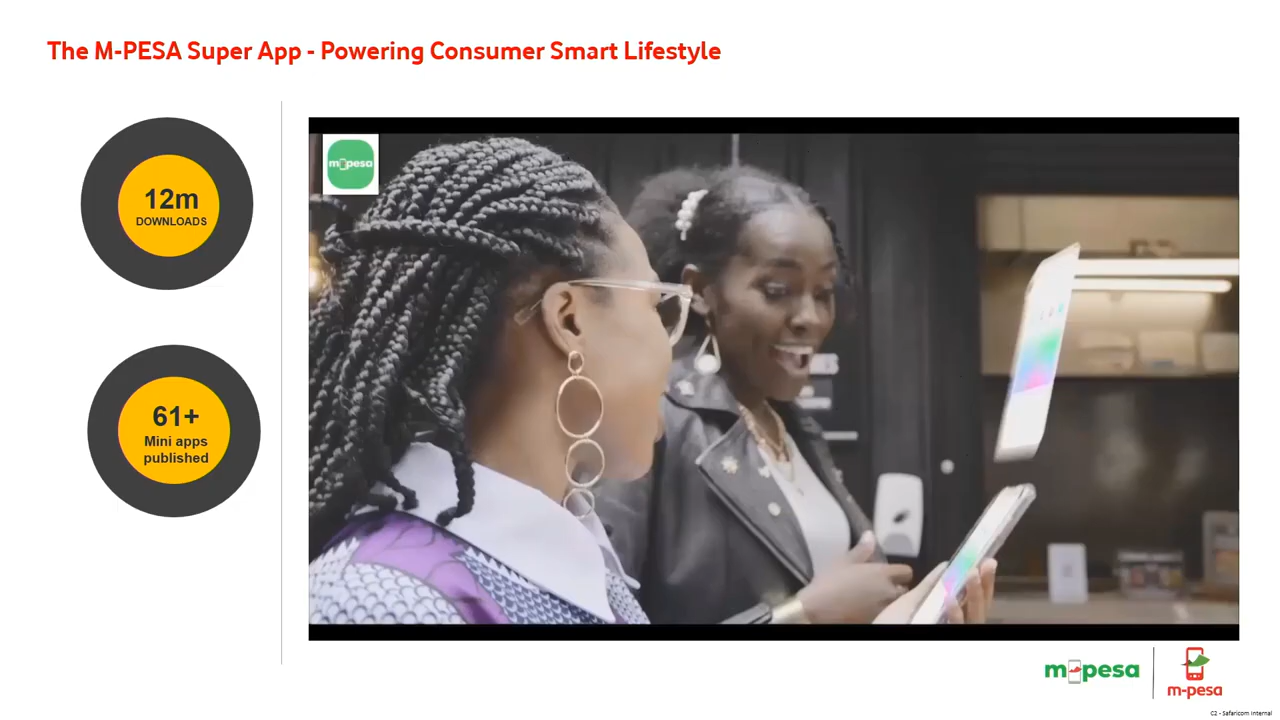 The M-PESA Super App - Powering Consumer Smart Lifestyle
12m
DOWNLOADS
61+
Mini apps
published
m-pesa
m-pesa
m-pesa
C2 - Safaricom Internal